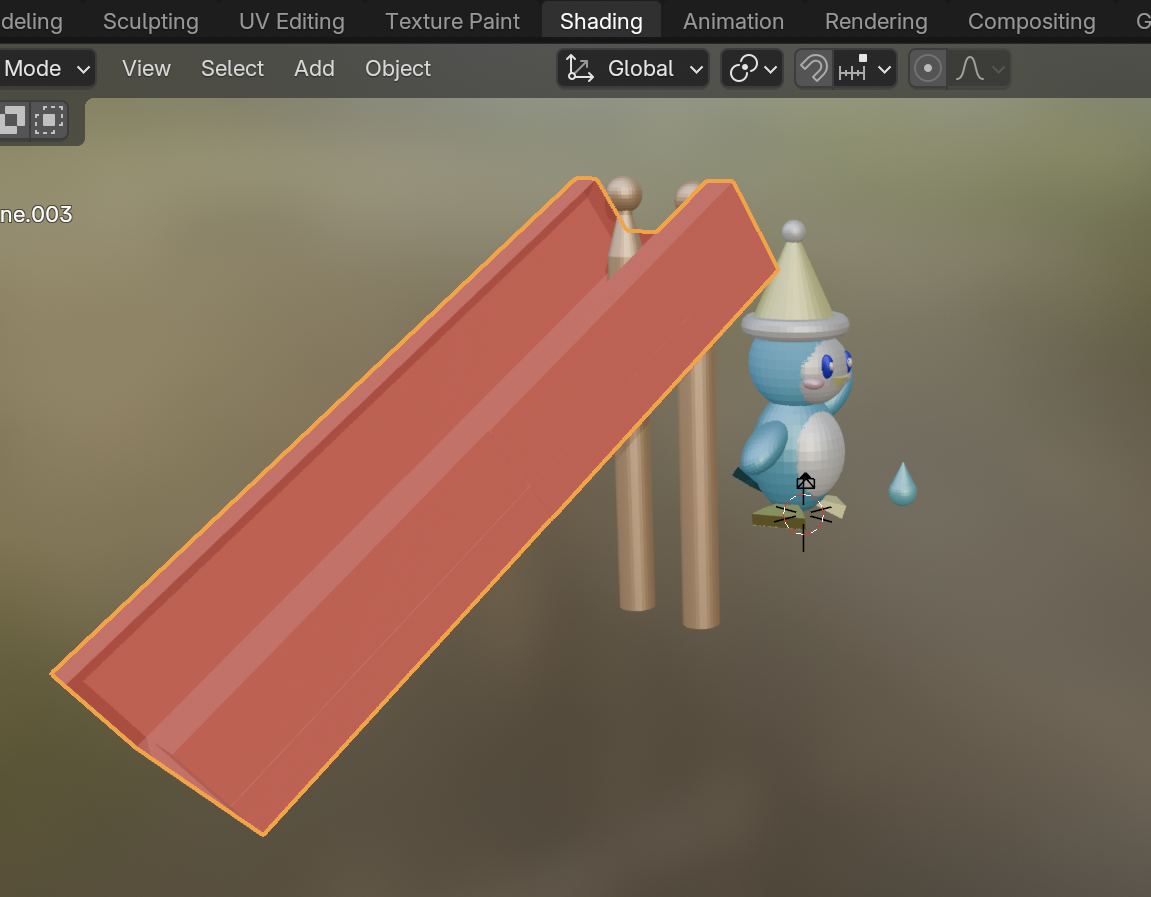 deling Sculpting UV Editing Texture Paint Shading Animation Rendering Compositing G
Mode View Select Add Object Global
ne.003